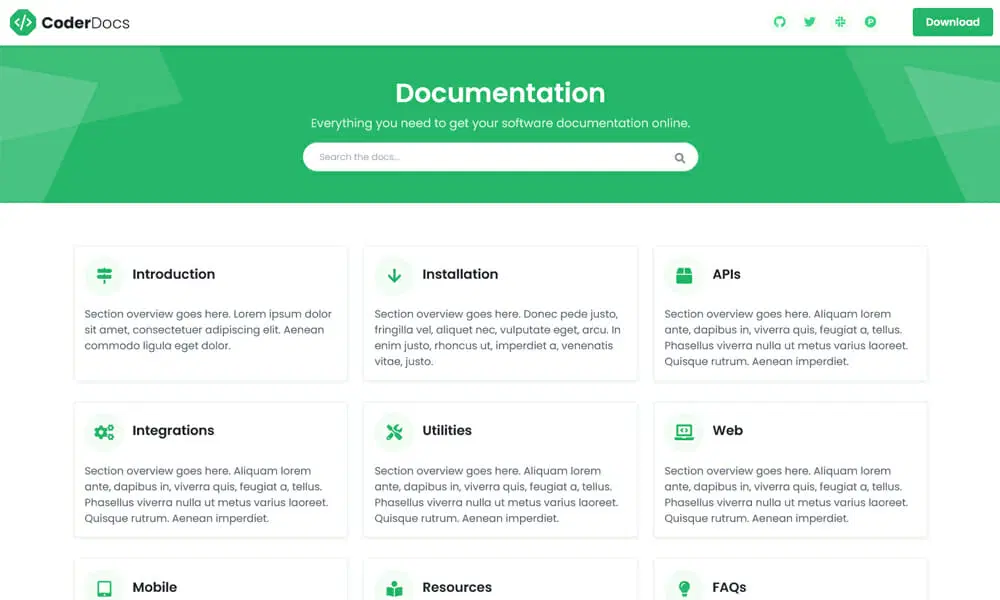 CoderDocs
Download
Documentation
Everything you need to get your software documentation online.
Search the docs...
Introduction
Section overview goes here. Lorem ipsum dolor
sit amet, consectetuer adipiscing elit. Aenean
commodo ligula eget dolor.
Installation
Section overview goes here. Donec pede justo,
fringilla vel, aliquet nec, vulputate eget, arcu. In
enim justo, rhoncus ut, imperdiet a, venenatis
vitae, justo.
APIs
Section overview goes here. Aliquam lorem
ante, dapibus in, viverra quis, feugiat a, tellus.
Phasellus viverra nulla ut metus varius laoreet.
Quisque rutrum. Aenean imperdiet.
Integrations
Section overview goes here. Aliquam lorem
ante, dapibus in, viverra quis, feugiat a, tellus.
Phasellus viverra nulla ut metus varius laoreet.
Quisque rutrum. Aenean imperdiet.
Utilities
Section overview goes here. Aliquam lorem
ante, dapibus in, viverra quis, feugiat a, tellus.
Phasellus viverra nulla ut metus varius laoreet.
Quisque rutrum. Aenean imperdiet.
Web
Section overview goes here. Aliquam lorem
ante, dapibus in, viverra quis, feugiat a, tellus.
Phasellus viverra nulla ut metus varius laoreet.
Quisque rutrum. Aenean imperdiet.
Mobile
Resources
FAQs